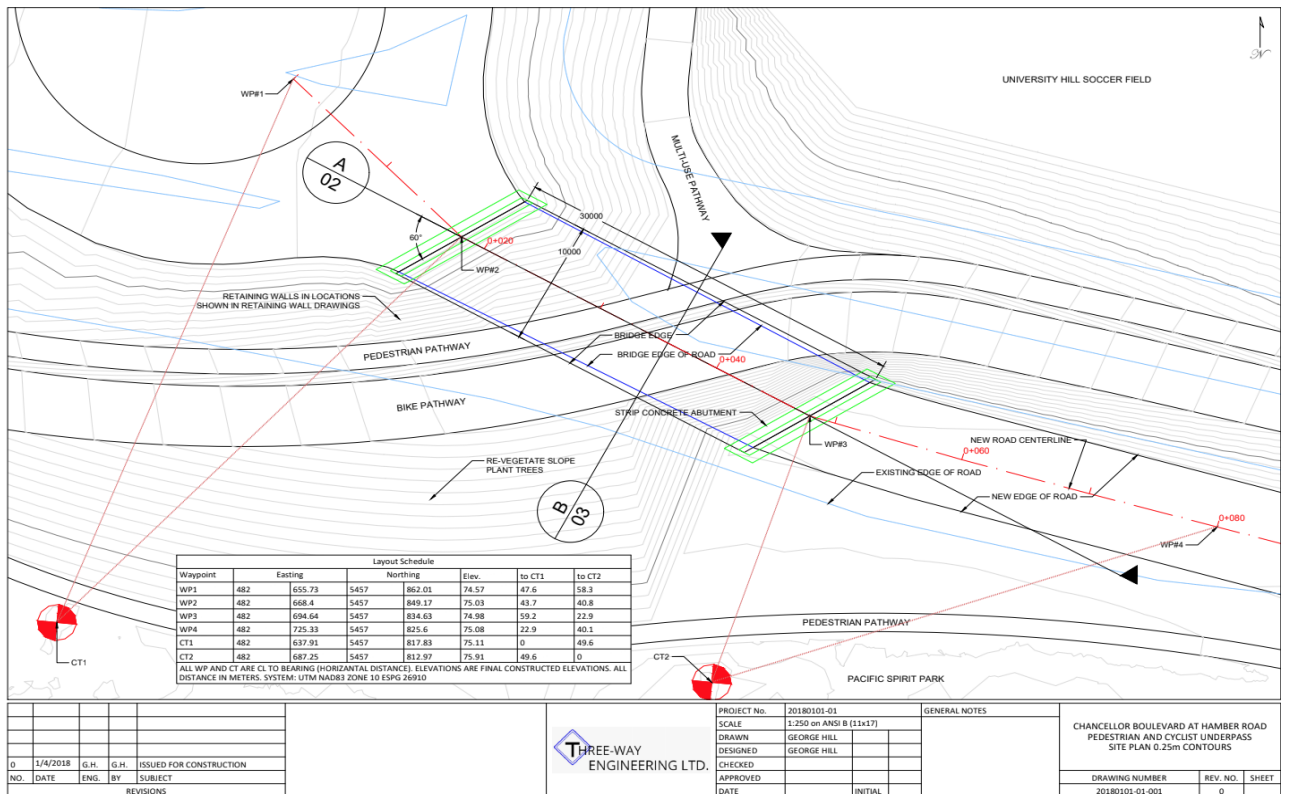 UNIVERSITY HILL SOCCER FIELD
N
WP#1
A
02
MULTI-USE PATHWAY
30000
60°
0+020
10000
WP#2
RETAINING WALLS IN LOCATIONS
SHOWN IN RETAINING WALL DRAWINGS
BRIDGE EDGE
PEDESTRIAN PATHWAY
BRIDGE EDGE OF ROAD
0+040
BIKE PATHWAY
STRIP CONCRETE ABUTMENT
WP#3
NEW ROAD CENTERLINE
0+060
RE-VEGETATE SLOPE
PLANT TREES
EXISTING EDGE OF ROAD
NEW EDGE OF ROAD
B
03
0+080
WP#4
Layout Schedule
Waypoint Easting Northing Elev. to CT1 to CT2
WP1 482 655.73 5457 862.01 74.57 47.6 58.3
WP2 482 668.4 5457 849.17 75.03 43.7 40.8
WP3 482 694.64 5457 834.63 74.98 59.2 22.9
WP4 482 725.33 5457 825.6 75.08 22.9 40.1
CT1 482 637.91 5457 817.83 75.11 0 49.6
CT2 482 687.25 5457 812.97 75.91 49.6 0
ALL WP AND CT ARE CL TO BEARING (HORIZANTAL DISTANCE). ELEVATIONS ARE FINAL CONSTRUCTED ELEVATIONS. ALL
DISTANCE IN METERS. SYSTEM: UTM NAD83 ZONE 10 ESPG 26910
PEDESTRIAN PATHWAY
CT1
CT2
PACIFIC SPIRIT PARK
0 1/4/2018 G.H. G.H. ISSUED FOR CONSTRUCTION
NO. DATE ENG. BY SUBJECT
REVISIONS
THREE-WAY
ENGINEERING LTD.
PROJECT No. 20180101-01
SCALE 1:250 on ANSI B (11x17)
DRAWN GEORGE HILL
DESIGNED GEORGE HILL
CHECKED
APPROVED
DATE INITIAL
GENERAL NOTES
CHANCELLOR BOULEVARD AT HAMBER ROAD
PEDESTRIAN AND CYCLIST UNDERPASS
SITE PLAN 0.25m CONTOURS
DRAWING NUMBER REV. NO. SHEET
20180101-01-001 0